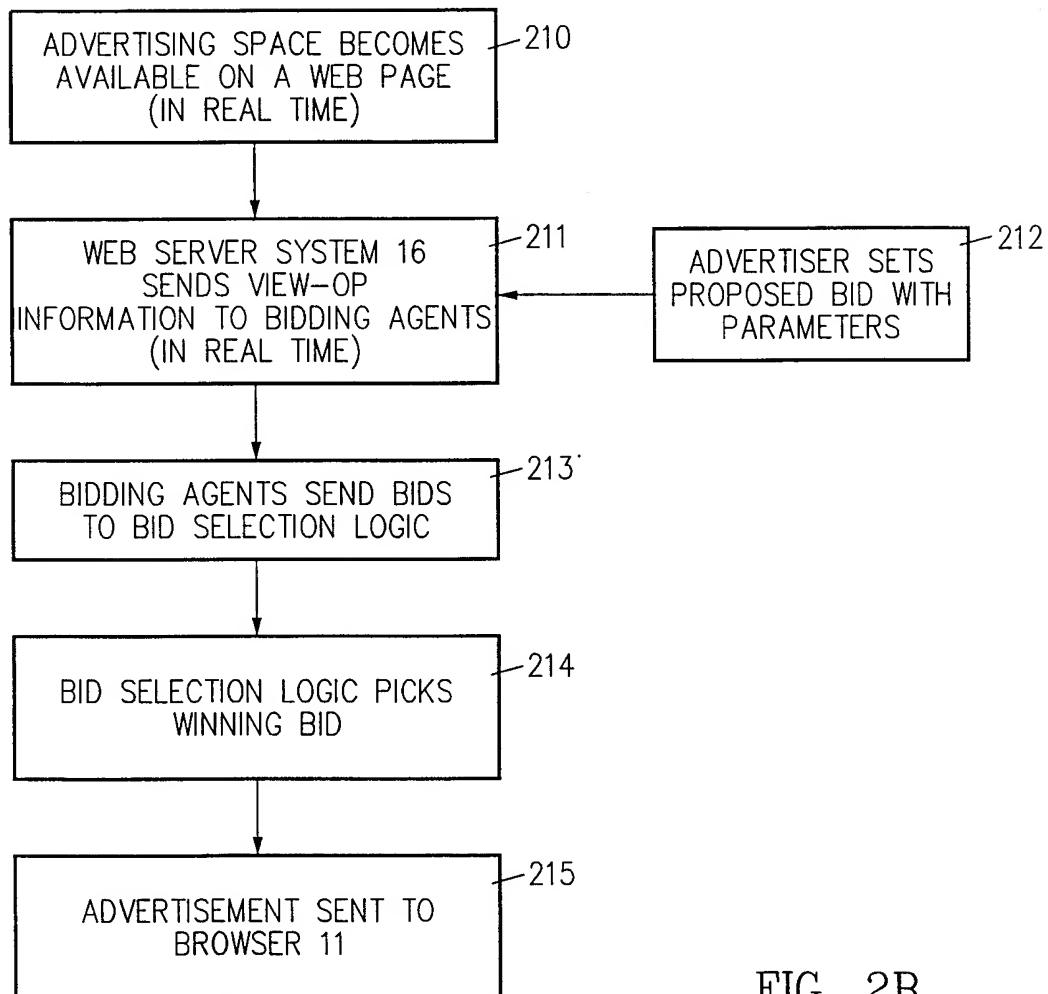 ADVERTISING SPACE BECOMES
AVAILABLE ON A WEB PAGE
(IN REAL TIME)
210
WEB SERVER SYSTEM 16
SENDS VIEW-OP
INFORMATION TO BIDDING AGENTS
(IN REAL TIME)
211
ADVERTISER SETS
PROPOSED BID WITH
PARAMETERS
212
BIDDING AGENTS SEND BIDS
TO BID SELECTION LOGIC
213
BID SELECTION LOGIC PICKS
WINNING BID
214
ADVERTISEMENT SENT TO
BROWSER 11
215
FIG. 2B